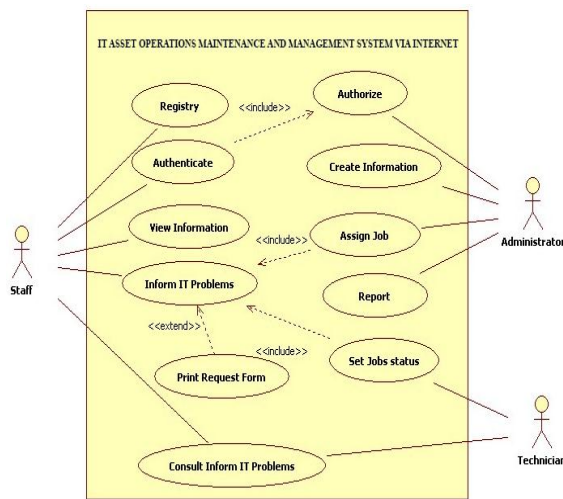 IT ASSET OPERATIONS MAINTENANCE AND MANAGEMENT SYSTEM VIA INTERNET
Registry
<<include>>
Authorize
Authenticate
Create Information
View Information
<<include>>
Assign Job
Administrator
Staff
Inform IT Problems
Report
<<extend>>
<<include>>
Set Jobs status
Print Request Form
Consult Inform IT Problems
Technician